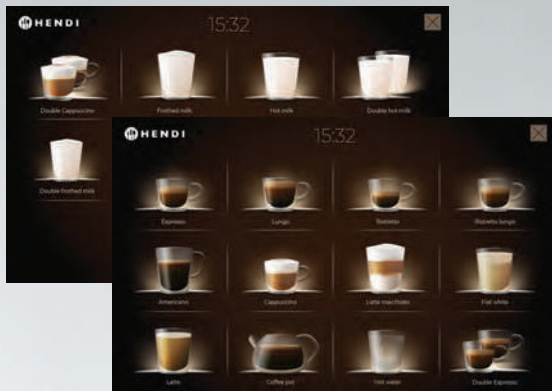 HENDI
15:32
Double Cappuccino
Frothed milk
Hot milk
Double hot milk
Double frothed milk
HENDI
15:32
Espresso
Lungo
Ristretto
Ristretto lungo
Americano
Cappuccino
Latte macchiato
Flat white
Latte
Coffee pot
Hot water
Double Espresso